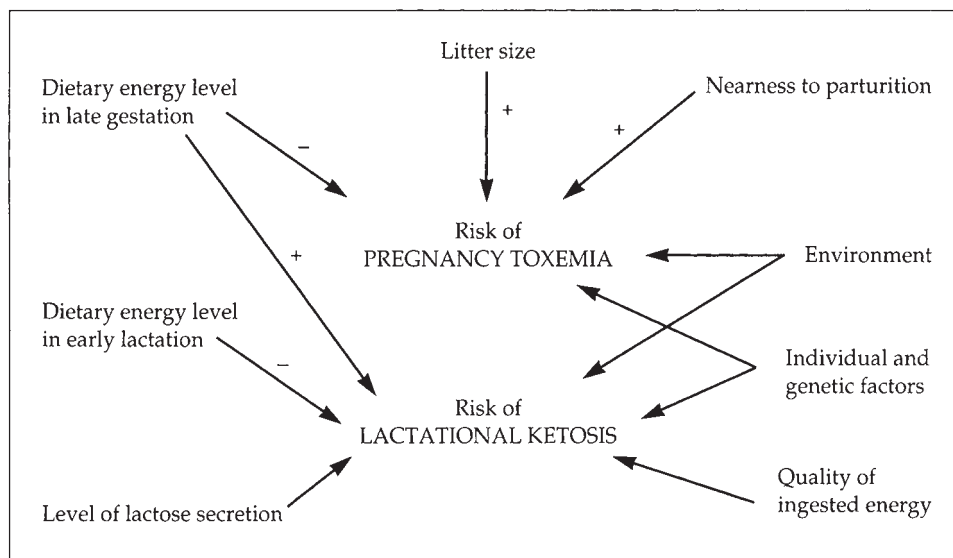 Litter size
Dietary energy level
in late gestation
Nearness to parturition
+
+
–
Risk of
PREGNANCY TOXEMIA
+
Environment
Dietary energy level
in early lactation
–
Individual and
genetic factors
Risk of
LACTATIONAL KETOSIS
Quality of
ingested energy
Level of lactose secretion